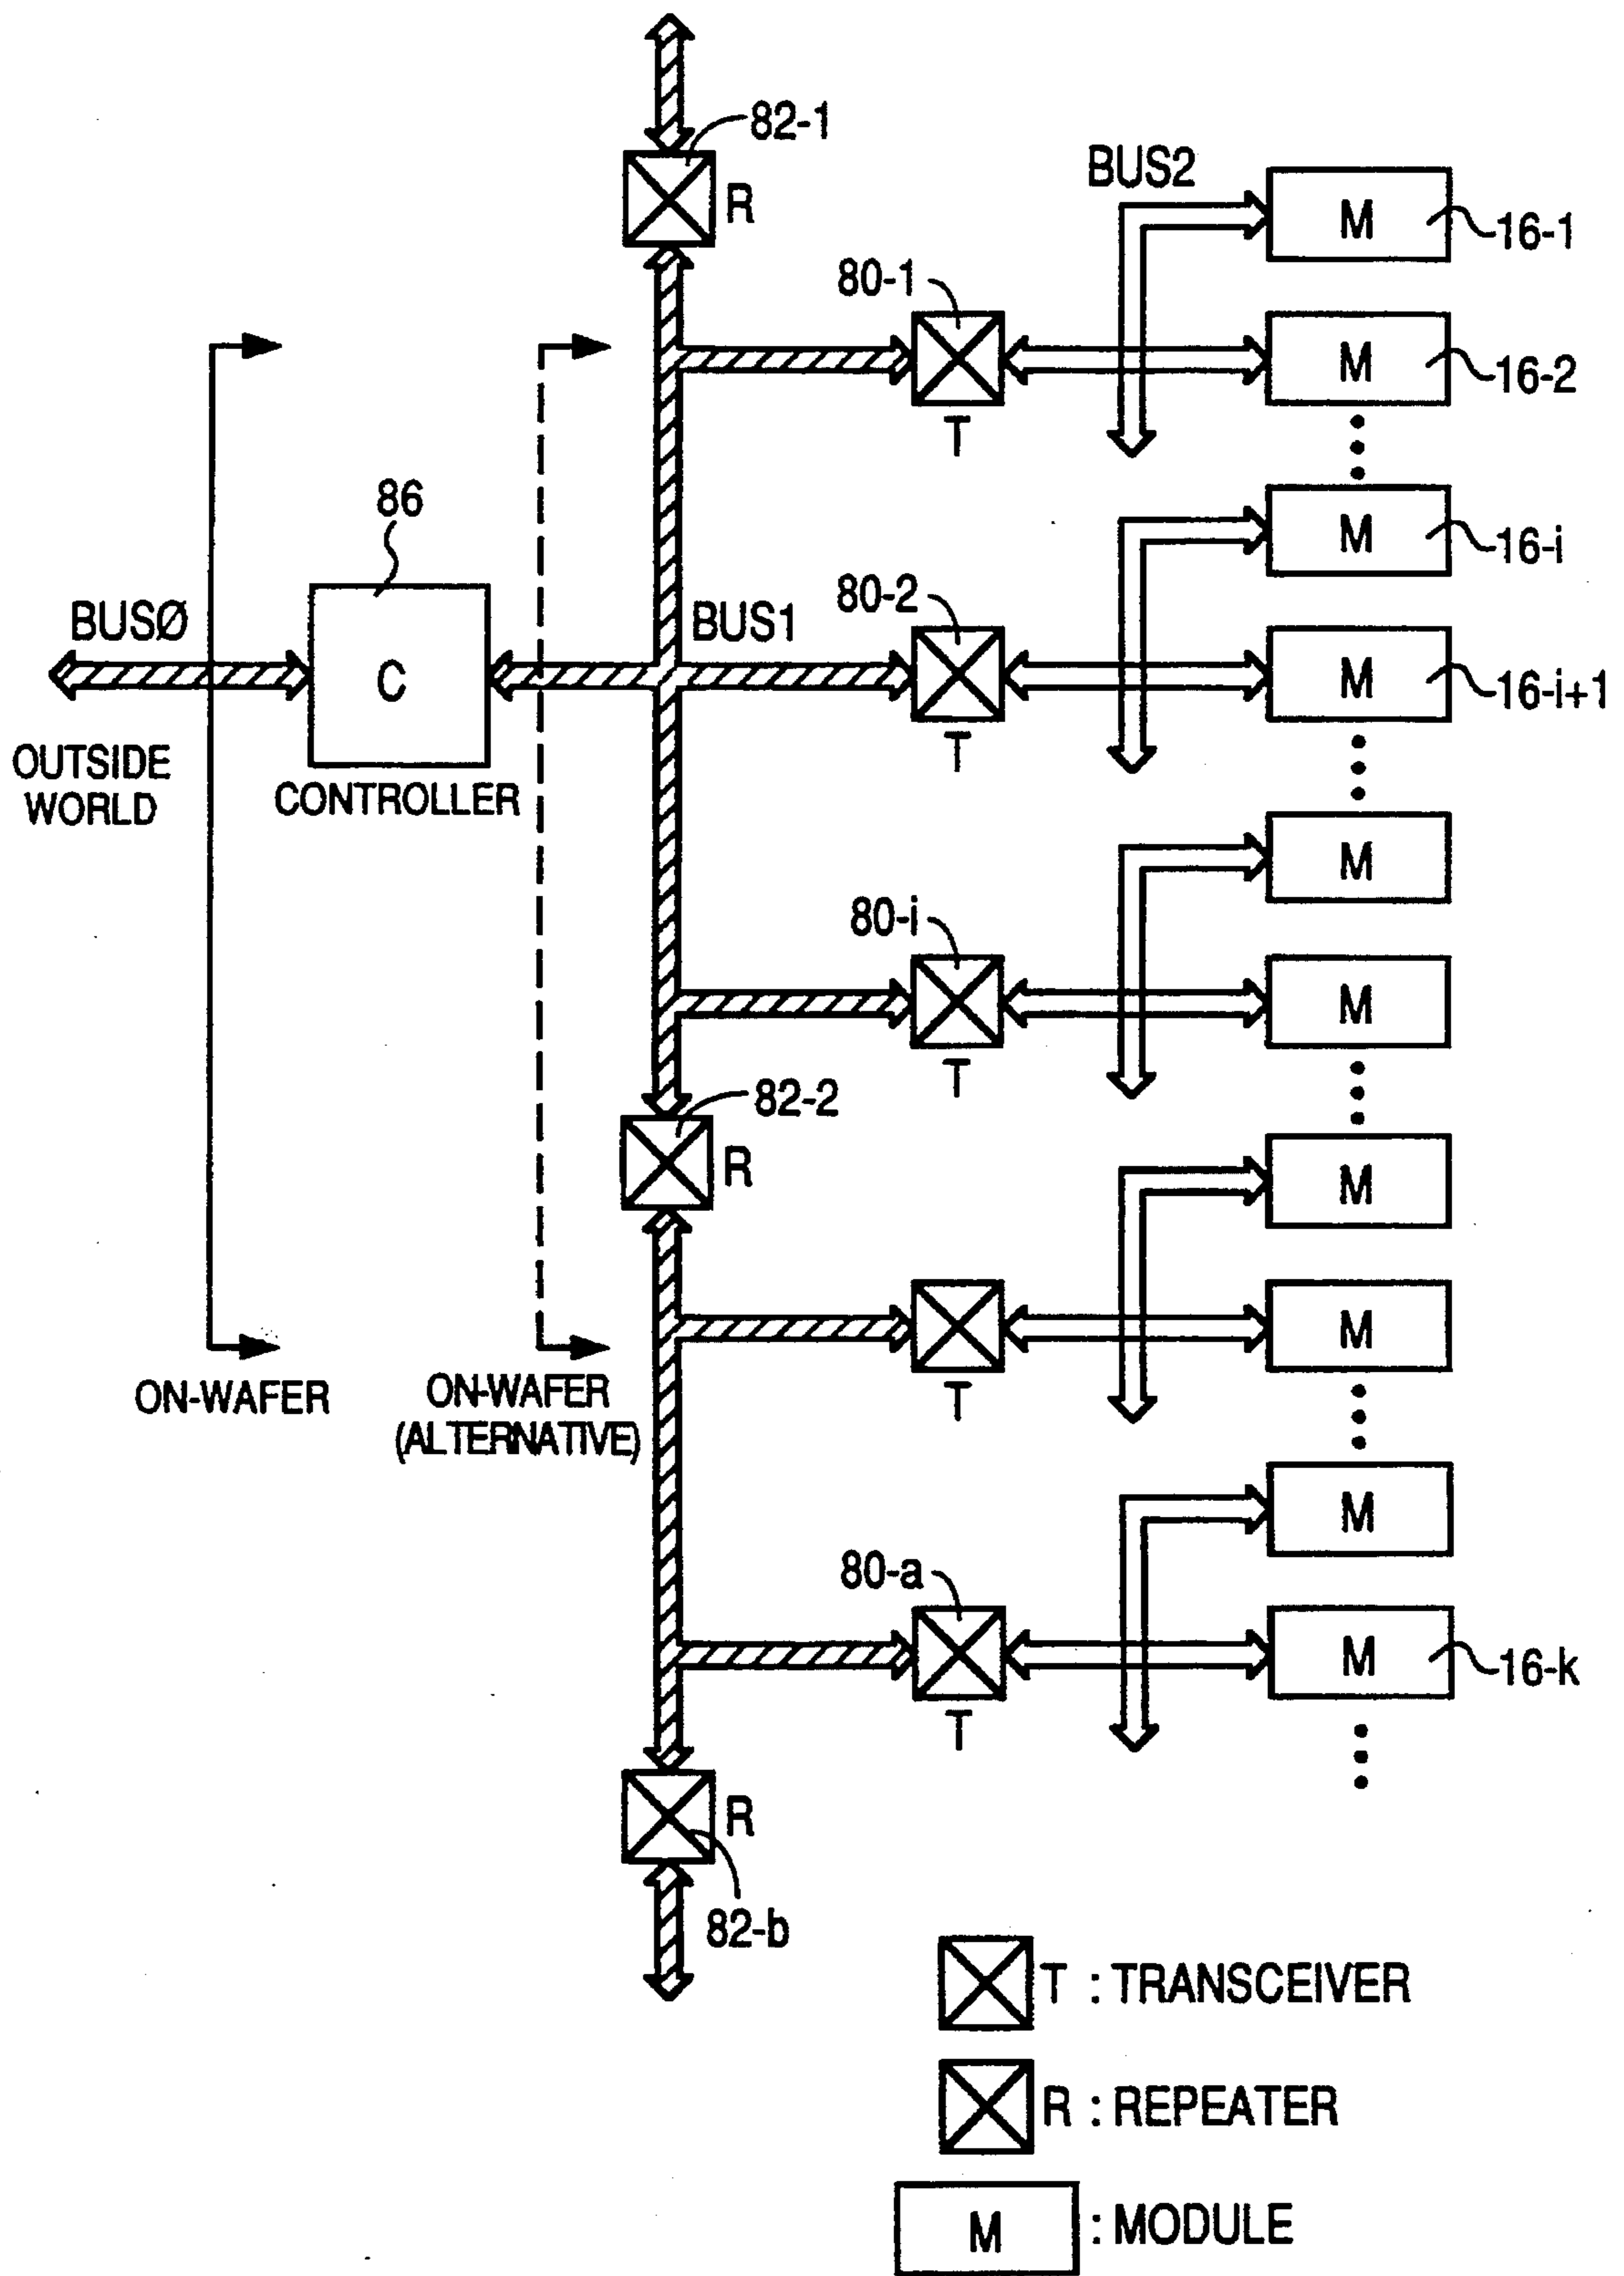 82-1
R
BUS2
M
16-1
80-1
T
M
16-2
86
M
16-i
BUSØ
C
BUS1
80-2
T
M
16-i+1
OUTSIDE
WORLD
CONTROLLER
M
80-i
T
M
82-2
R
M
T
M
ON-WAFER
ON-WAFER
(ALTERNATIVE)
M
80-a
T
M
16-k
R
82-b
T : TRANSCEIVER
R : REPEATER
M : MODULE